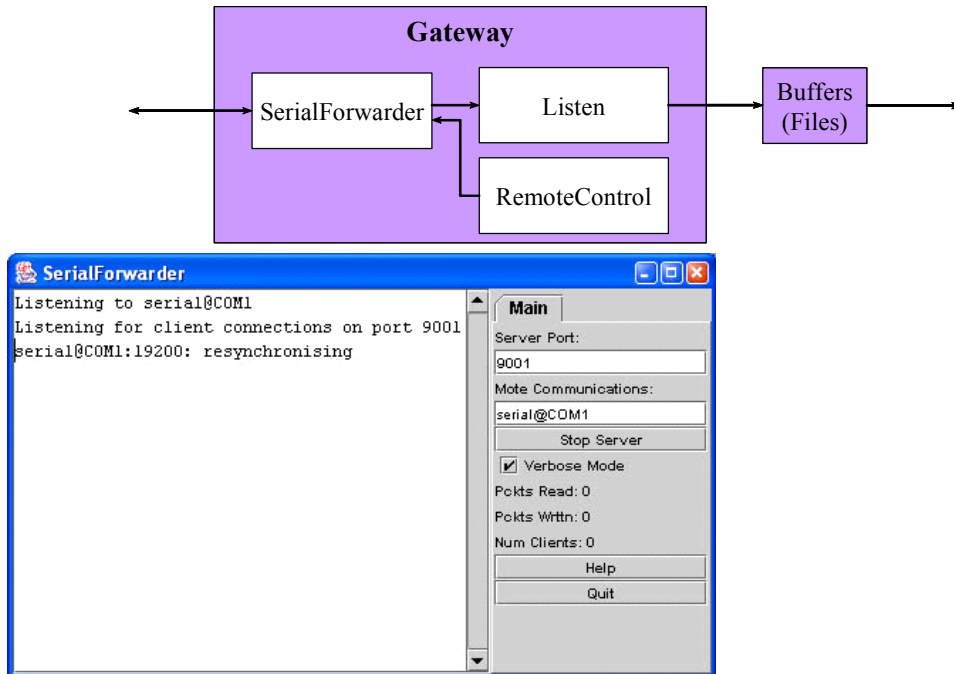 Gateway
SerialForwarder
Listen
RemoteControl
Buffers
(Files)
SerialForwarder
Listening to serial@COM1
Listening for client connections on port 9001
serial@COM1:19200: resynchronising
Main
Server Port:
9001
Mote Communications:
serial@COM1
Stop Server
Verbose Mode
Pckts Read: 0
Pckts Wrttn: 0
Num Clients: 0
Help
Quit